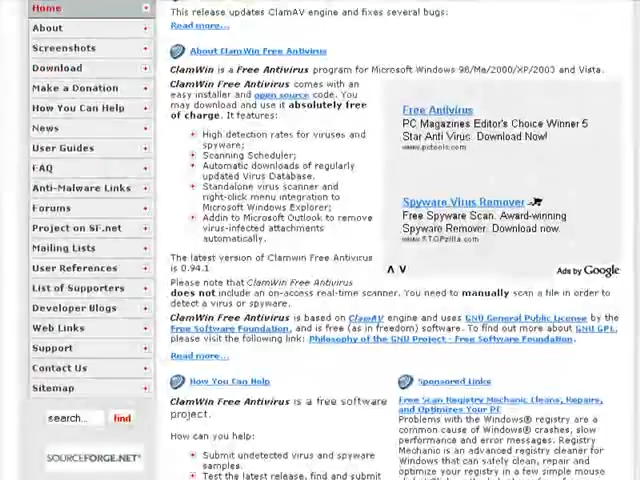 Home
About
Screenshots
Download
Make a Donation
How You Can Help
News
User Guides
FAQ
Anti-Malware Links
Forums
Project on SF.net
Mailing Lists
User References
List of Supporters
Developer Blogs
Web Links
Support
Contact Us
Sitemap
search...
find
SOURCEFORGE.NET®
This release updates ClamAV engine and fixes several bugs:
Read more...
About ClamWin Free Antivirus
ClamWin is a Free Antivirus program for Microsoft Windows 98/Me/2000/XP/2003 and Vista.
ClamWin Free Antivirus comes with an
easy installer and open source code. You
may download and use it absolutely free
of charge. It features:
High detection rates for viruses and
spyware;
Scanning Scheduler;
Automatic downloads of regularly
updated Virus Database.
Standalone virus scanner and
right-click menu integration to
Microsoft Windows Explorer;
Addin to Microsoft Outlook to remove
virus-infected attachments
automatically.
The latest version of Clamwin Free Antivirus
is 0.94.1
Free Antivirus
PC Magazines Editor's Choice Winner 5
Star Anti Virus. Download Now!
www.pctools.com
Spyware Virus Remover
Free Spyware Scan. Award-winning
Spyware Remover. Download now.
www.STOPzilla.com
Ads by Google
Please note that ClamWin Free Antivirus
does not include an on-access real-time scanner. You need to manually scan a file in order to
detect a virus or spyware.
ClamWin Free Antivirus is based on ClamAV engine and uses GNU General Public License by the
Free Software Foundation, and is free (as in freedom) software. To find out more about GNU GPL,
please visit the following link: Philosophy of the GNU Project - Free Software Foundation.
Read more...
How You Can Help
ClamWin Free Antivirus is a free software
project.
How can you help:
Submit undetected virus and spyware
samples.
Test the latest release, find and submit
Sponsored Links
Free Scan Registry Mechanic Cleans, Repairs,
and Optimizes Your PC
Problems with the Windows® registry are a
common cause of Windows® crashes, slow
performance and error messages. Registry
Mechanic is an advanced registry cleaner for
Windows that can safely clean, repair and
optimize your registry in a few simple mouse